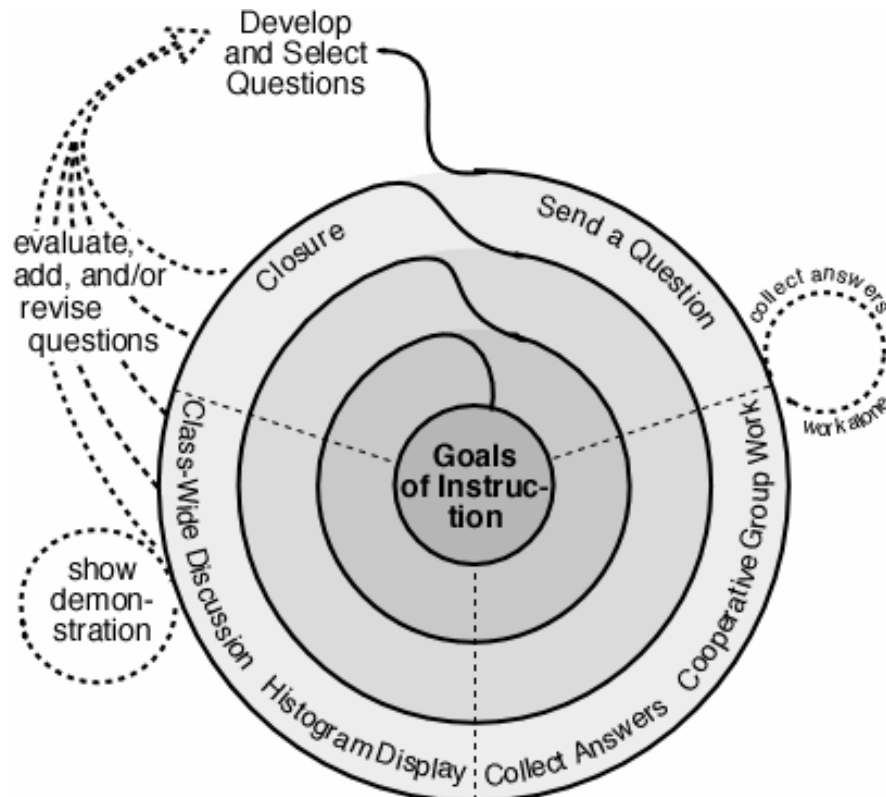 Develop
and Select
Questions
Send a Question
collect answers
work alone
Cooperative Group Work
Collect Answers
Histogram Display
Class-Wide Discussion
Closure
evaluate,
add, and/or
revise
questions
show
demon-
stration
Goals
of Instruc-
tion